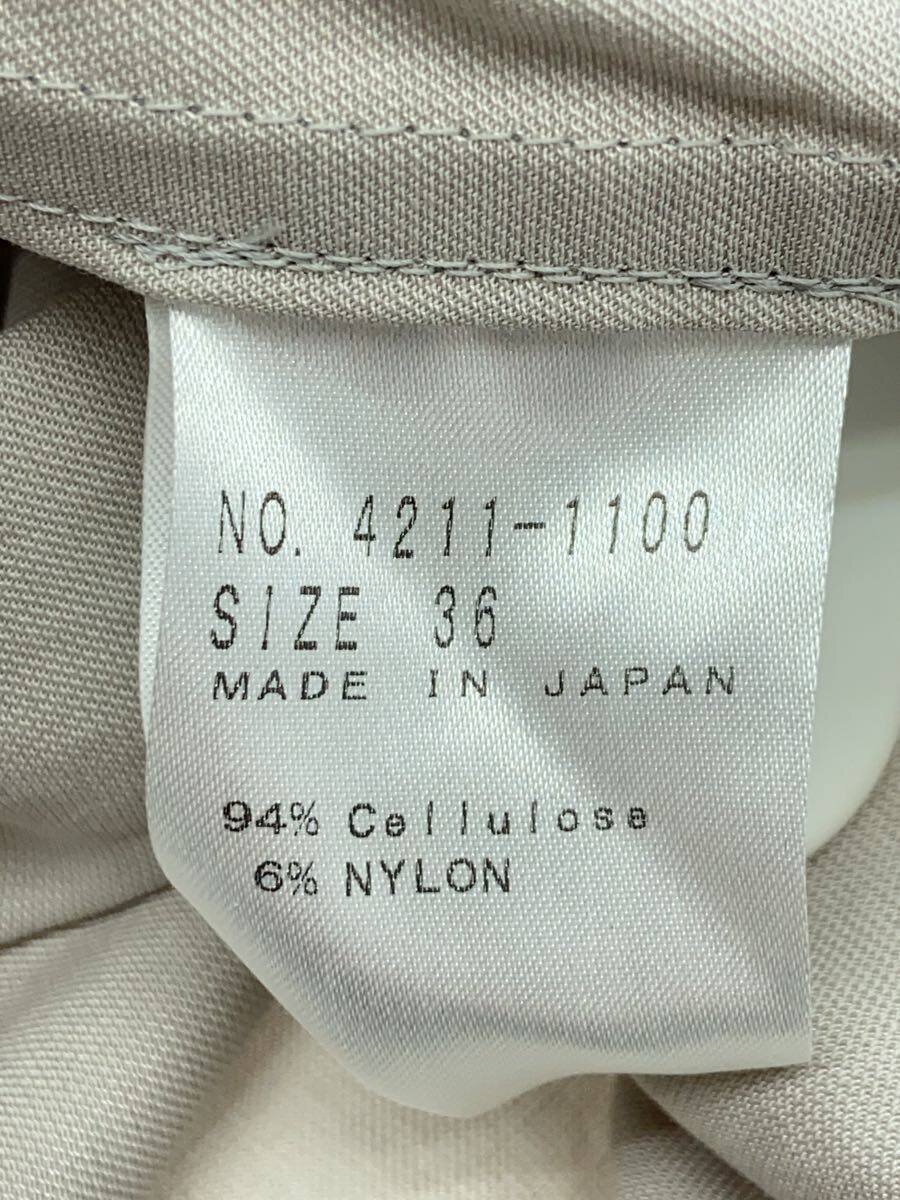 NO. 4211-1100
SIZE 36
MADE IN JAPAN
94% Cellulose
6% NYLON